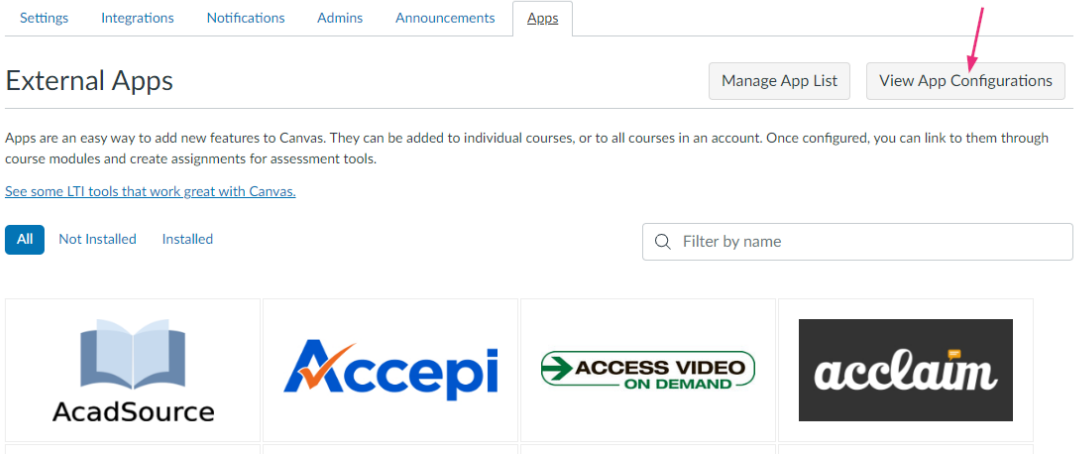 Settings Integrations Notifications Admins Announcements Apps
External Apps
Manage App List View App Configurations
Apps are an easy way to add new features to Canvas. They can be added to individual courses, or to all courses in an account. Once configured, you can link to them through
course modules and create assignments for assessment tools.
See some LTI tools that work great with Canvas.
All Not Installed Installed
Filter by name
AcadSource
Accepi
ACCESS VIDEO
ON DEMAND
acclaim